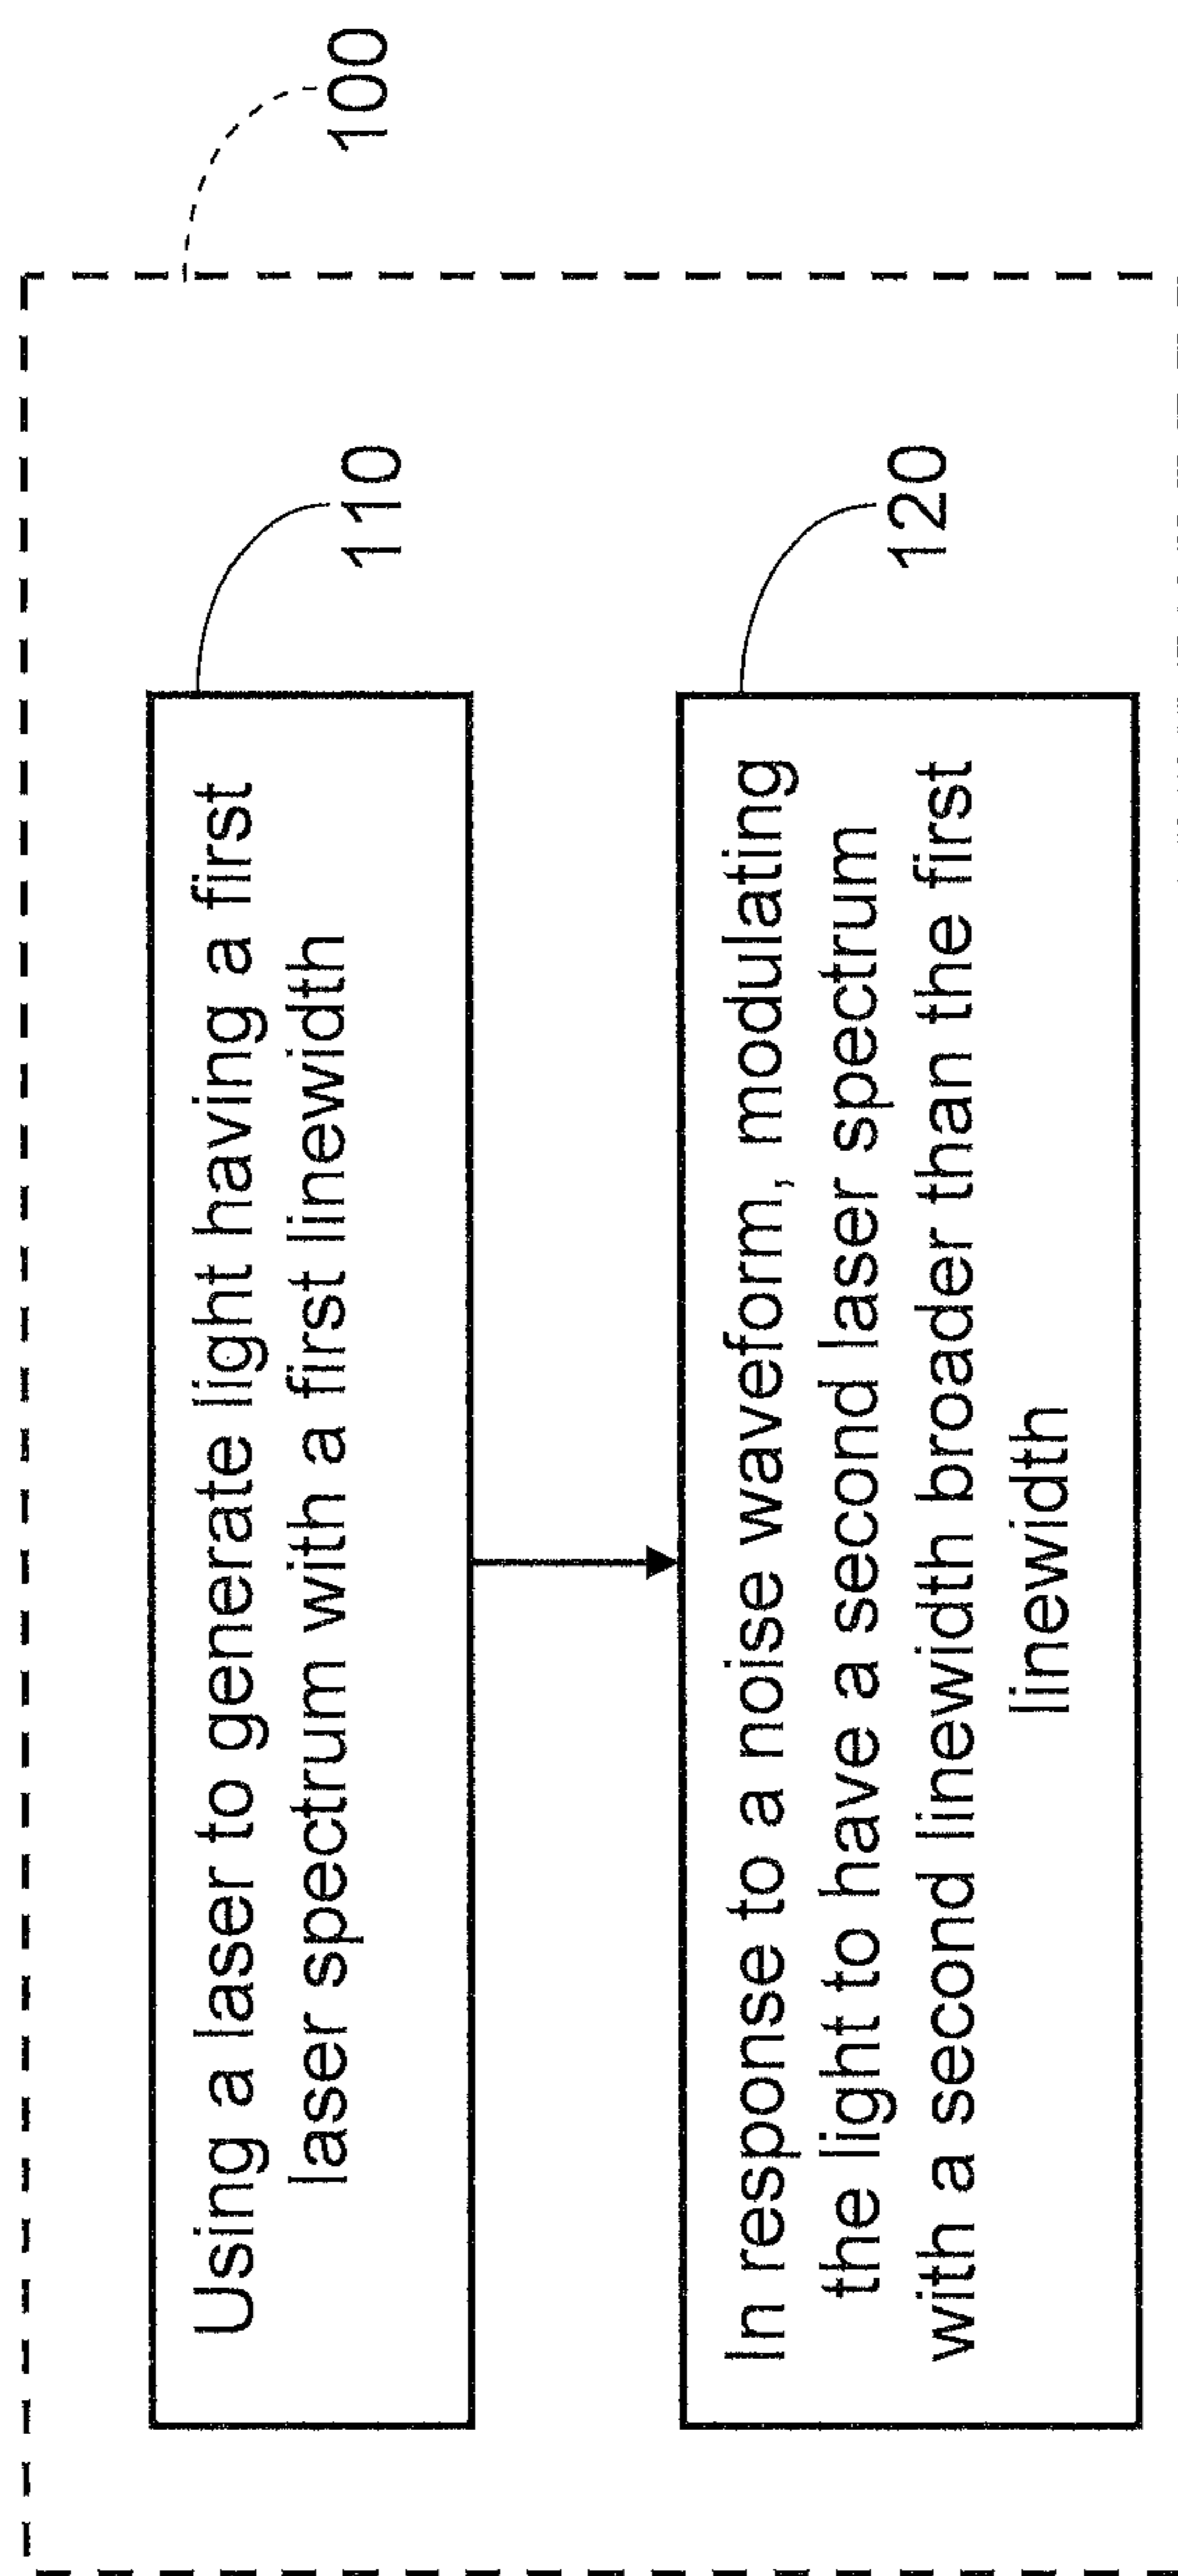 100
Using a laser to generate light having a first
laser spectrum with a first linewidth
110
In response to a noise waveform, modulating
the light to have a second laser spectrum
with a second linewidth broader than the first
linewidth
120